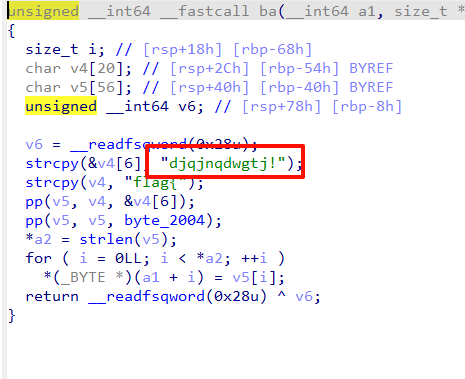 unsigned __int64 __fastcall ba(__int64 a1, size_t *
{
size_t i; // [rsp+18h] [rbp-68h]
char v4[20]; // [rsp+2Ch] [rbp-54h] BYREF
char v5[56]; // [rsp+40h] [rbp-40h] BYREF
unsigned __int64 v6; // [rsp+78h] [rbp-8h]
v6 = __readfsqword(0x28u);
strcpy(&v4[6], "djqjnqdwgtj!");
strcpy(v4, "flag{");
pp(v5, v4, &v4[6]);
pp(v5, v5, byte_2004);
*a2 = strlen(v5);
for ( i = 0LL; i < *a2; ++i )
*(_BYTE *)(a1 + i) = v5[i];
return __readfsqword(0x28u) ^ v6;
}